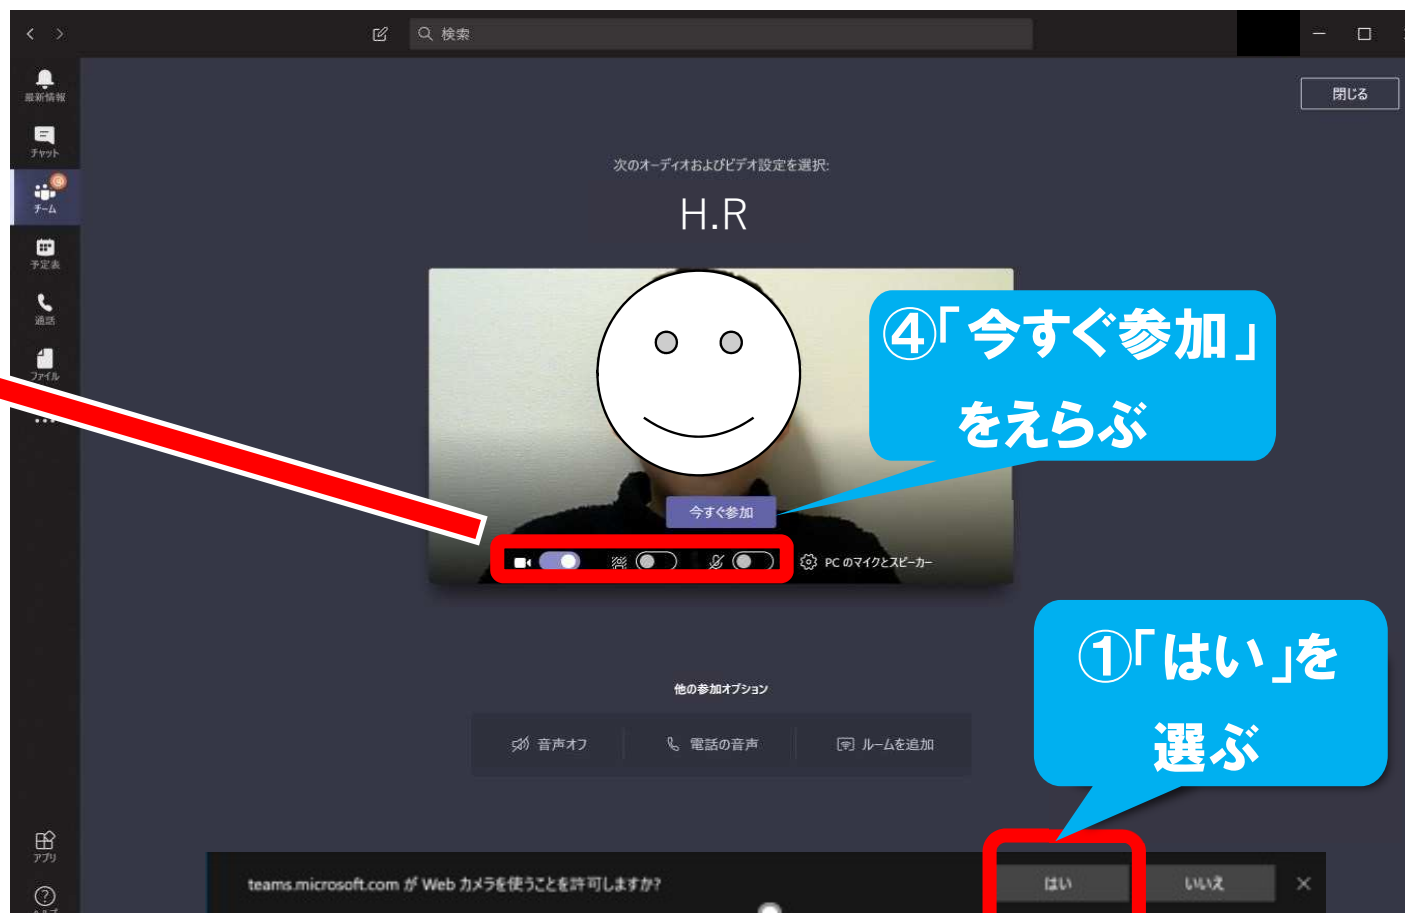 検索
最新情報
チャット
チーム
予定表
通話
ファイル
アプリ
閉じる
次のオーディオおよびビデオ設定を選択:
H.R
④「今すぐ参加」
をえらぶ
今すぐ参加
PC のマイクとスピーカー
①「はい」を
選ぶ
他の参加オプション
音声オフ
電話の音声
ルームを追加
teams.microsoft.com が Web カメラを使うことを許可しますか?
はい
いいえ